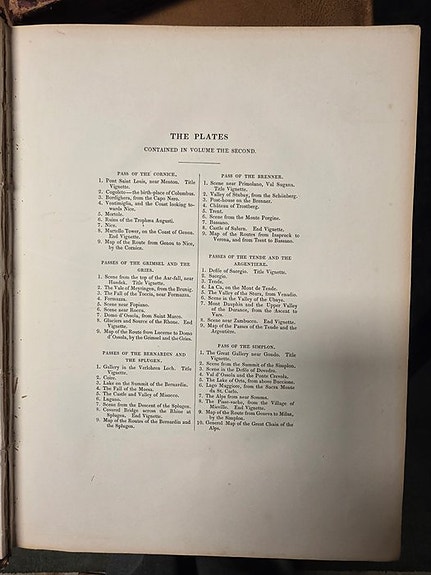 THE PLATES
CONTAINED IN VOLUME THE SECOND.
PASS OF THE CORNICE.
1. Pont Saint Louis, near Menton. Title
Vignette.
2. Cogoleto—the birth-place of Columbus.
3. Bordighera, from the Capo Nero.
4. Ventimiglia, and the Coast looking to-
wards Nice.
5. Mortola.
6. Ruins of the Trophæa Augusti.
7. Nice.
8. Martello Tower, on the Coast of Genoa.
End Vignette.
9. Map of the Route from Genoa to Nice,
by the Cornice.
PASSES OF THE GRIMSEL AND THE
GRIES.
1. Scene from the top of the Aar-fall, near
Handek. Title Vignette.
2. The Vale of Meyringen, from the Brunig.
3. The Fall of the Toccia, near Formazza.
4. Formazza.
5. Scene near Fopiano.
6. Scene near Rocca.
7. Domo d'Ossola, from Saint Marco.
8. Glaciers and Source of the Rhone. End
Vignette.
9. Map of the Route from Lucerne to Domo
d'Ossola, by the Grimsel and the Gries.
PASSES OF THE BERNARDIN AND
THE SPLUGEN.
1. Gallery in the Verlohren Loch. Title
Vignette.
2. Coire.
3. Lake on the Summit of the Bernardin.
4. The Fall of the Moesa.
5. The Castle and Valley of Misocco.
6. Lugano.
7. Scene from the Descent of the Splugen.
8. Covered Bridge across the Rhine at
Splugen. End Vignette.
9. Map of the Routes of the Bernardin and
the Splugen.
PASS OF THE BRENNER.
1. Scene near Primolano, Val Sugana.
Title Vignette.
2. Valley of Stubay, from the Schönberg.
3. Post-house on the Brenner.
4. Château of Trostberg.
5. Trent.
6. Scene from the Monte Pergine.
7. Bassano.
8. Castle of Salurn. End Vignette.
9. Map of the Routes from Inspruck to
Verona, and from Trent to Bassano.
PASSES OF THE TENDE AND THE
ARGENTIERE.
1. Defile of Saorgio. Title Vignette.
2. Saorgio.
3. Tende.
4. La Ca, on the Mont de Tende.
5. The Valley of the Stura, from Venadio.
6. Scene in the Valley of the Ubaye.
7. Mont Dauphin and the Upper Valley
of the Durance, from the Ascent to
Vars.
8. Scene near Zambucco. End Vignette.
9. Map of the Passes of the Tende and the
Argentière.
PASS OF THE SIMPLON.
1. The Great Gallery near Gondo. Title
Vignette.
2. Scene from the Summit of the Simplon.
3. Scene in the Defile of Dovedro.
4. Val d'Ossola and the Ponte Crevola.
5. The Lake of Orta, from above Buccione.
6. Lago Maggiore, from the Sacra Monte
da St. Carlo.
7. The Alps from near Somma.
8. The Pisse-vache, from the Village of
Miéville. End Vignette.
9. Map of the Route from Geneva to Milan,
by the Simplon.
10. General Map of the Great Chain of the
Alps.